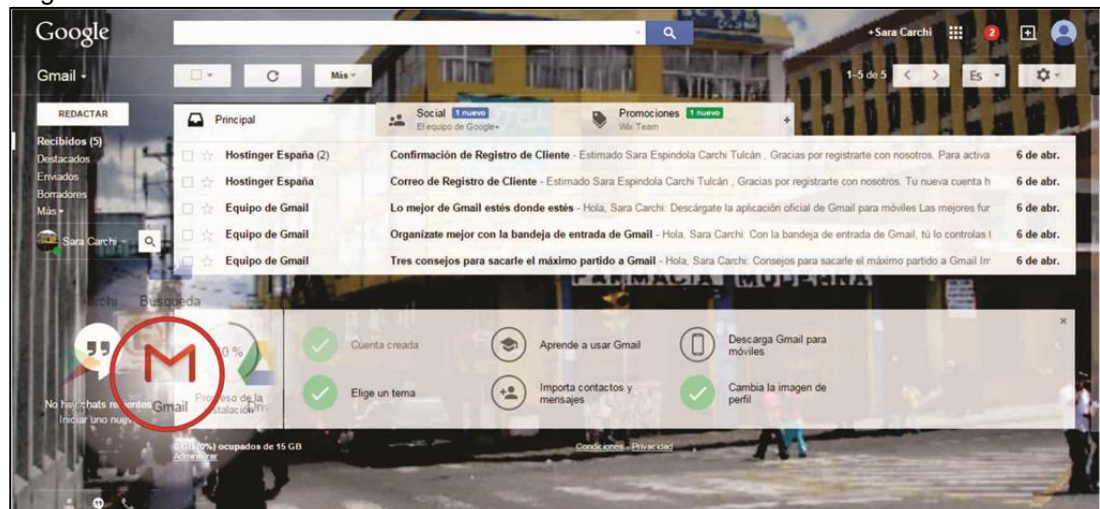 Google
+Sara Carchi
2
Gmail
Más
1–5 de 5
Es
REDACTAR
Principal
Social 1 nuevo
El equipo de Google+
Promociones 1 nuevo
Wix Team
+
Recibidos (5)
Destacados
Enviados
Borradores
Más
Sara Carchi
Hostinger España (2) Confirmación de Registro de Cliente - Estimado Sara Espindola Carchi Tulcán , Gracias por registrarte con nosotros. Para activa 6 de abr.
Hostinger España Correo de Registro de Cliente - Estimado Sara Espindola Carchi Tulcán , Gracias por registrarte con nosotros. Tu nueva cuenta h 6 de abr.
Equipo de Gmail Lo mejor de Gmail estés donde estés - Hola, Sara Carchi: Descárgate la aplicación oficial de Gmail para móviles Las mejores fur 6 de abr.
Equipo de Gmail Organízate mejor con la bandeja de entrada de Gmail - Hola, Sara Carchi: Con la bandeja de entrada de Gmail, tú lo controlas t 6 de abr.
Equipo de Gmail Tres consejos para sacarle el máximo partido a Gmail - Hola, Sara Carchi: Consejos para sacarle el máximo partido a Gmail Im 6 de abr.
FARMACIA MODERNA
Búsqueda
Gmail
Progreso de la
Cuenta creada
Aprende a usar Gmail
Descarga Gmail para
móviles
Elige un tema
Importa contactos y
mensajes
Cambia la imagen de
perfil
×
No hay chats recientes
Iniciar uno
ocupados de 15 GB
Administrar
Condiciones - Privacidad